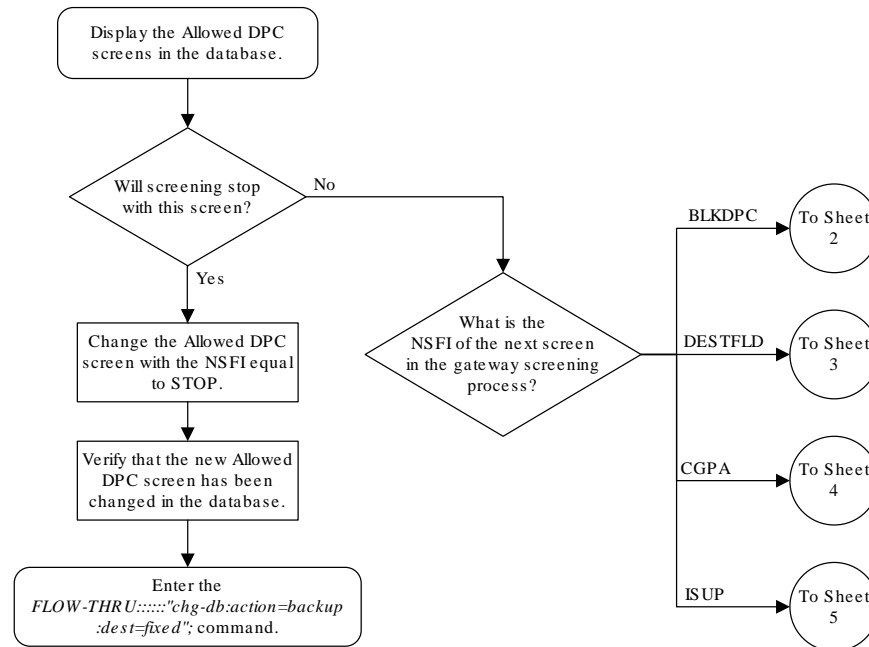 Display the Allowed DPC
screens in the database.
Will screening stop
with this screen?
No
Yes
Change the Allowed DPC
screen with the NSFI equal
to STOP.
Verify that the new Allowed
DPC screen has been
changed in the database.
Enter the
FLOW-THRU::::::"chg-db:action=backup
:dest=fixed"; command.
What is the
NSFI of the next screen
in the gateway screening
process?
BLKDPC
To Sheet
2
DESTFLD
To Sheet
3
CGPA
To Sheet
4
ISUP
To Sheet
5